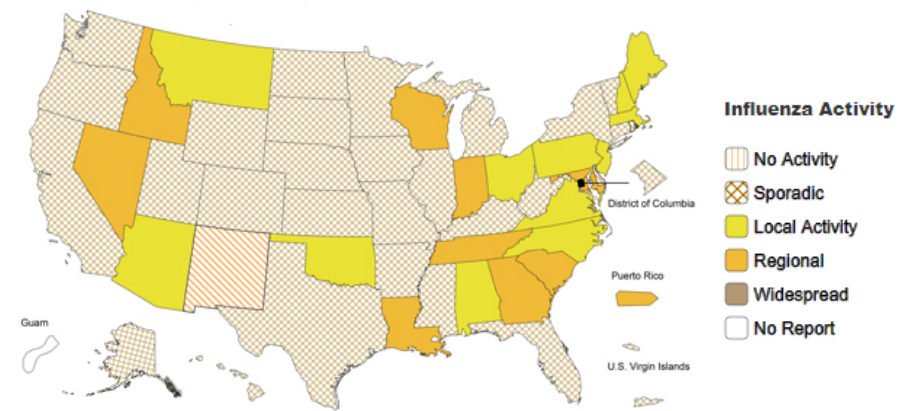 Influenza Activity
No Activity
Sporadic
District of Columbia
Local Activity
Regional
Puerto Rico
Widespread
Guam
No Report
U.S. Virgin Islands